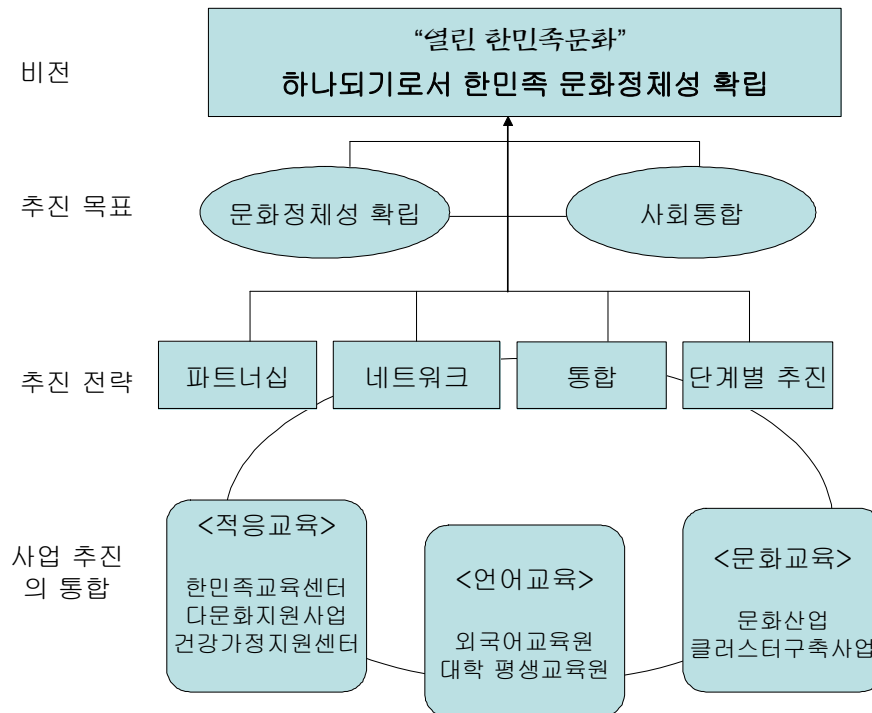 비전
“열린 한민족문화”
하나되기로서 한민족 문화정체성 확립
추진 목표
문화정체성 확립
사회통합
추진 전략
파트너십
네트워크
통합
단계별 추진
사업 추진
의 통합
<적응교육>
한민족교육센터
다문화지원사업
건강가정지원센터
<언어교육>
외국어교육원
대학 평생교육원
<문화교육>
문화산업
클러스터구축사업